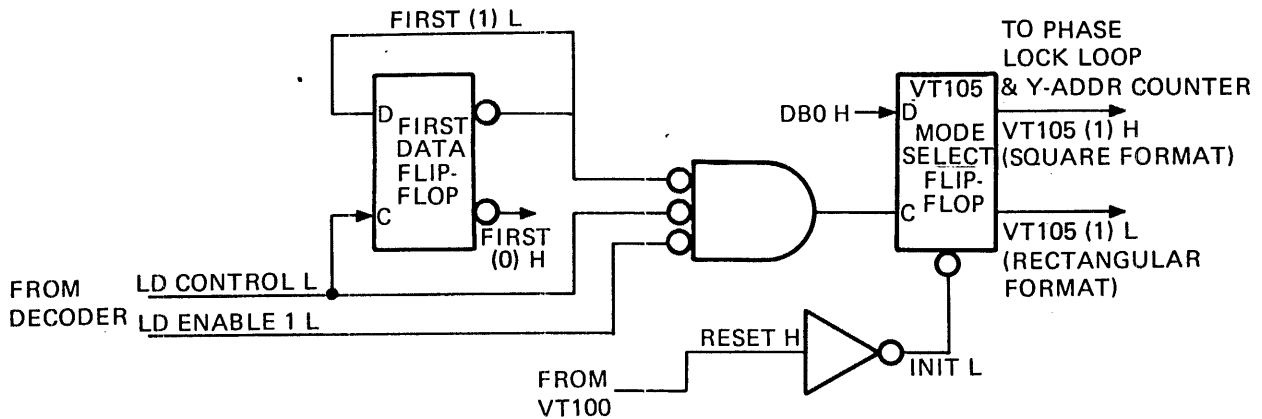 FIRST (1) L
D
FIRST
DATA
FLIP-
FLOP
C
FIRST
(0) H
FROM
DECODER
LD CONTROL L
LD ENABLE 1 L
FROM
VT100
RESET H
INIT L
DB0 H
VT105
D
MODE
SELECT
FLIP-
FLOP
C
TO PHASE
LOCK LOOP
& Y-ADDR COUNTER
VT105 (1) H
(SQUARE FORMAT)
VT105 (1) L
(RECTANGULAR
FORMAT)